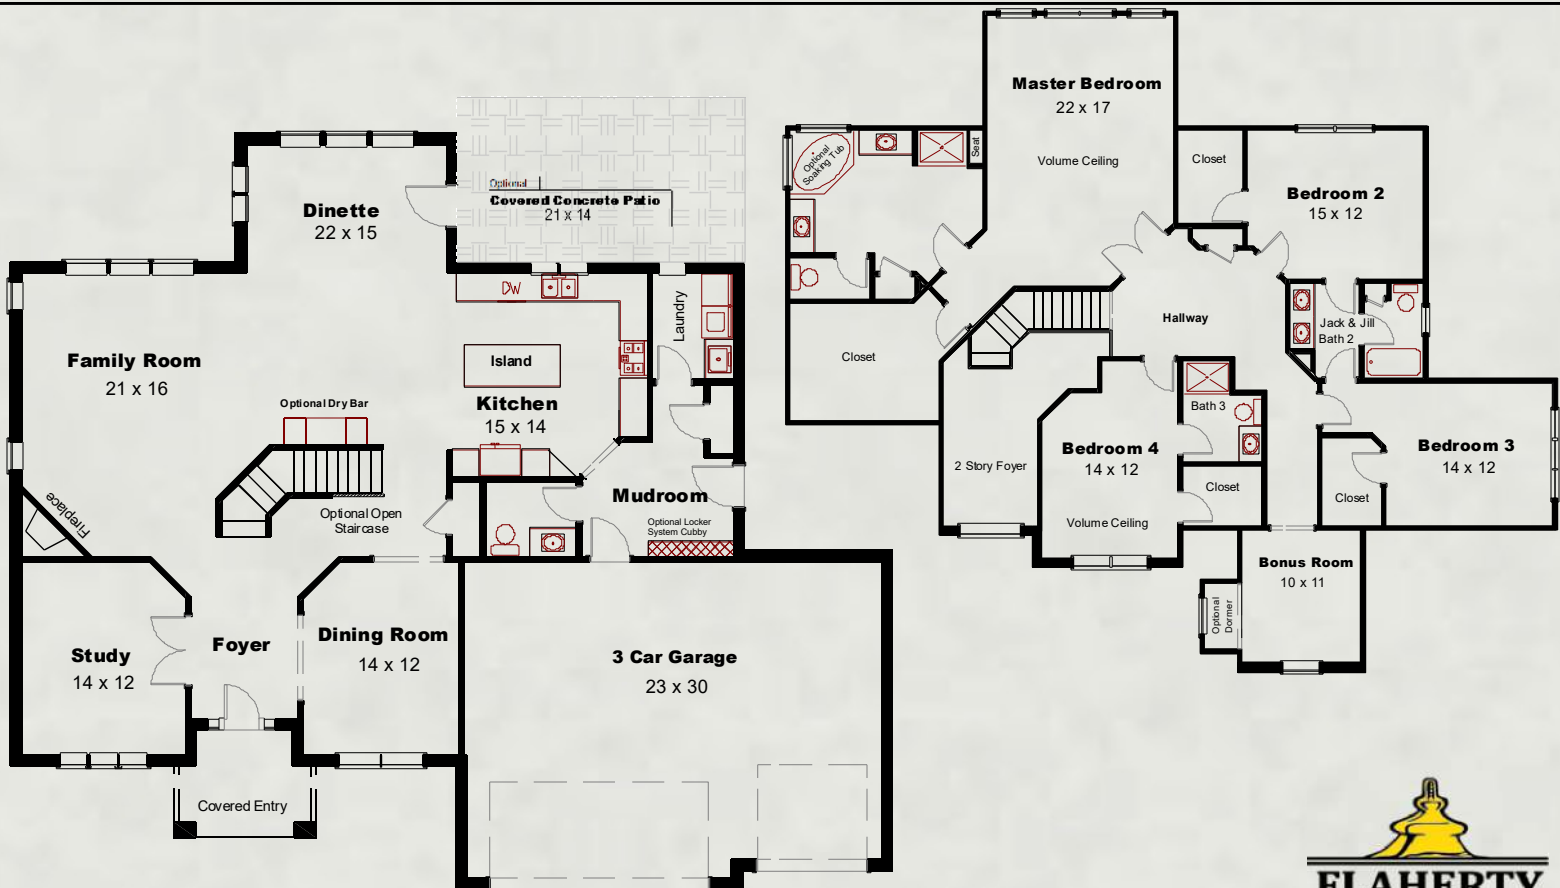 Optional
Covered Concrete Patio
21 x 14
Dinette
22 x 15
DW
Laundry
Family Room
21 x 16
Island
Optional Dry Bar
Kitchen
15 x 14
Fireplace
Optional Open
Staircase
Mudroom
Optional Locker
System Cubby
Study
14 x 12
Foyer
Dining Room
14 x 12
3 Car Garage
23 x 30
Covered Entry
Master Bedroom
22 x 17
Volume Ceiling
Optional
Soaking Tub
Seat
Closet
Bedroom 2
15 x 12
Closet
Hallway
Jack & Jill
Bath 2
Bath 3
2 Story Foyer
Bedroom 4
14 x 12
Volume Ceiling
Closet
Bedroom 3
14 x 12
Closet
Bonus Room
10 x 11
Optional
Dormer
FLAHERTY